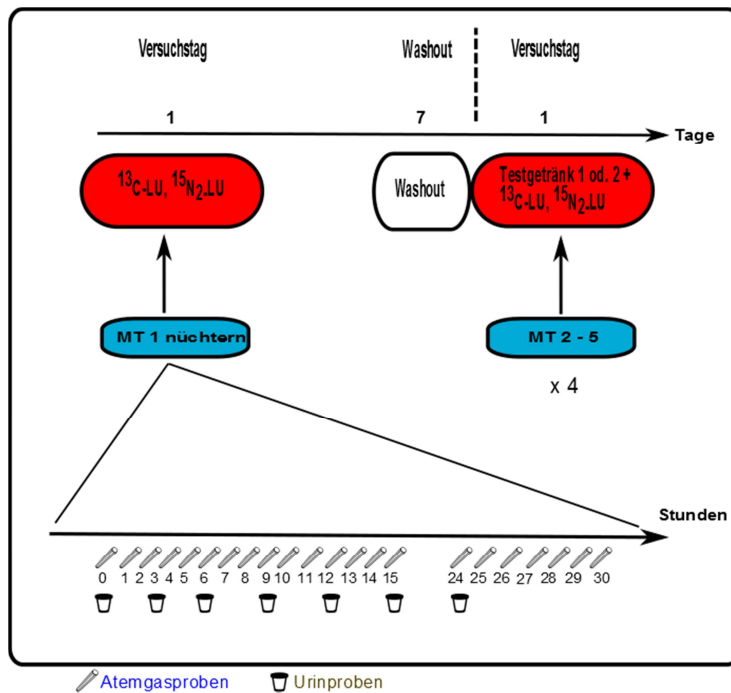 Versuchstag Washout Versuchstag
1 7 1
Tage
13C-LU, 15N2-LU
Washout
Testgetränk 1 od. 2 +
13C-LU, 15N2-LU
MT 1 nüchtern
MT 2 - 5
x 4
Stunden
0 1 2 3 4 5 6 7 8 9 10 11 12 13 14 15 24 25 26 27 28 29 30
Atemgasproben Urinproben